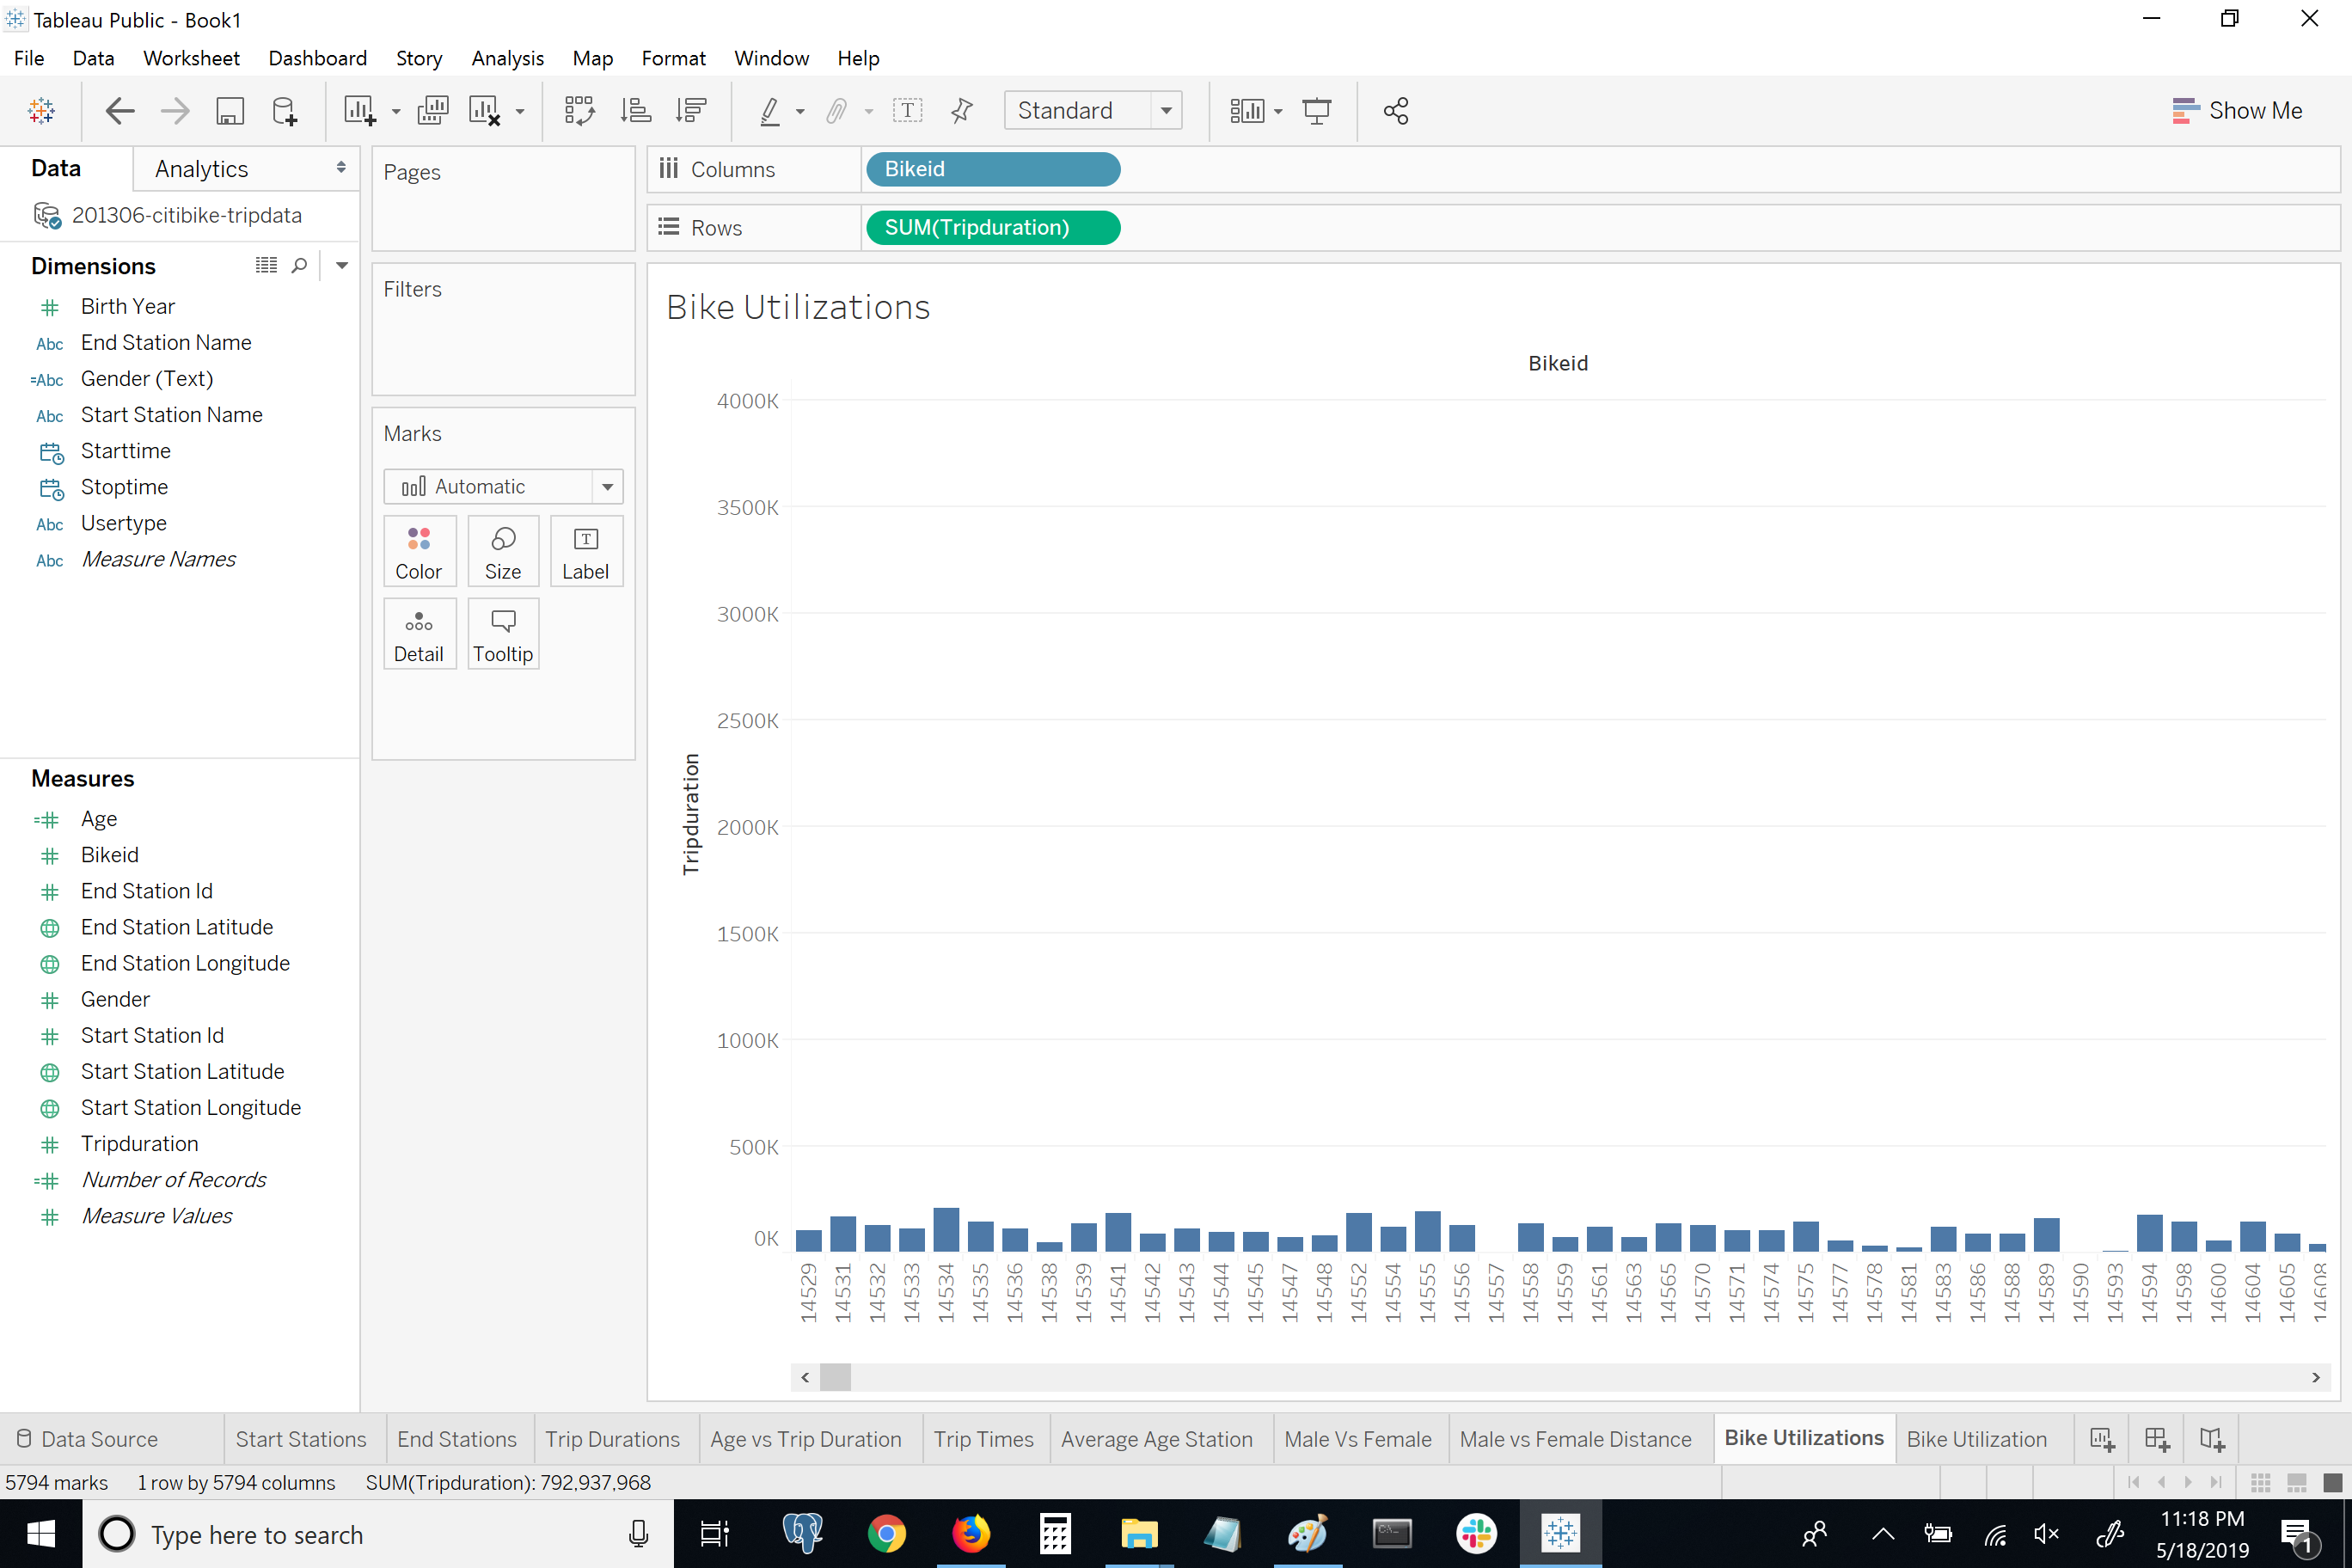 Tableau Public - Book1
File Data Worksheet Dashboard Story Analysis Map Format Window Help
Standard
Show Me
Data Analytics
201306-citibike-tripdata
Dimensions
Birth Year
Abc End Station Name
=Abc Gender (Text)
Abc Start Station Name
Starttime
Stoptime
Abc Usertype
Abc Measure Names
Measures
=# Age
# Bikeid
# End Station Id
End Station Latitude
End Station Longitude
# Gender
# Start Station Id
Start Station Latitude
Start Station Longitude
# Tripduration
=# Number of Records
# Measure Values
Pages
Filters
Marks
Automatic
Color Size T Label
Detail Tooltip
Columns Bikeid
Rows SUM(Tripduration)
Bike Utilizations
Bikeid
Tripduration
4000K
3500K
3000K
2500K
2000K
1500K
1000K
500K
0K
14529 14531 14532 14533 14534 14535 14536 14538 14539 14541 14542 14543 14544 14545 14547 14548 14552 14554 14555 14556 14557 14558 14559 14561 14563 14565 14570 14571 14574 14575 14577 14578 14581 14583 14586 14588 14589 14590 14593 14594 14598 14600 14604 14605 14608
Data Source Start Stations End Stations Trip Durations Age vs Trip Duration Trip Times Average Age Station Male Vs Female Male vs Female Distance Bike Utilizations Bike Utilization
5794 marks 1 row by 5794 columns SUM(Tripduration): 792,937,968
Type here to search
11:18 PM
5/18/2019
1